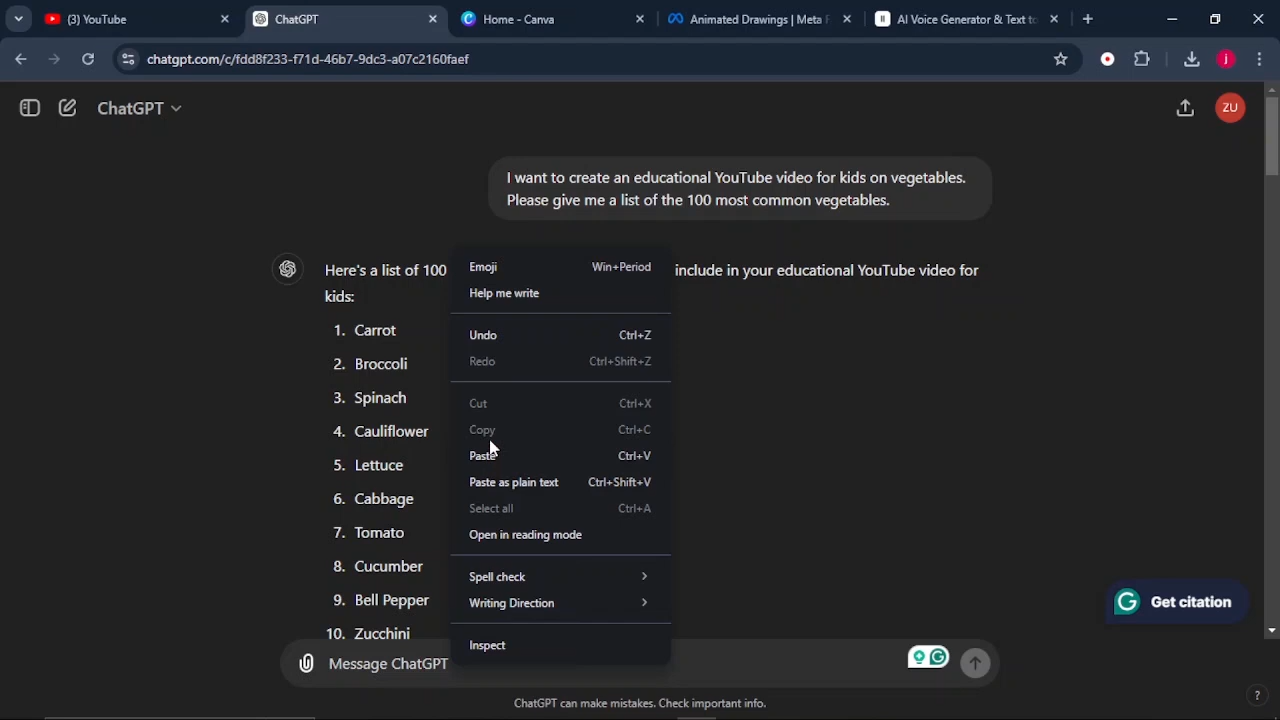 (3) YouTube
ChatGPT
Home - Canva
Animated Drawings | Meta F
AI Voice Generator & Text to
chatgpt.com/c/fdd8f233-f71d-46b7-9dc3-a07c2160faef
j
ChatGPT
ZU
I want to create an educational YouTube video for kids on vegetables.
Please give me a list of the 100 most common vegetables.
Here's a list of 100
include in your educational YouTube video for
kids:
1. Carrot
2. Broccoli
3. Spinach
4. Cauliflower
5. Lettuce
6. Cabbage
7. Tomato
8. Cucumber
9. Bell Pepper
10. Zucchini
Emoji Win+Period
Help me write
Undo Ctrl+Z
Redo Ctrl+Shift+Z
Cut Ctrl+X
Copy Ctrl+C
Paste Ctrl+V
Paste as plain text Ctrl+Shift+V
Select all Ctrl+A
Open in reading mode
Spell check
Writing Direction
Inspect
Get citation
Message ChatGPT
ChatGPT can make mistakes. Check important info.
?